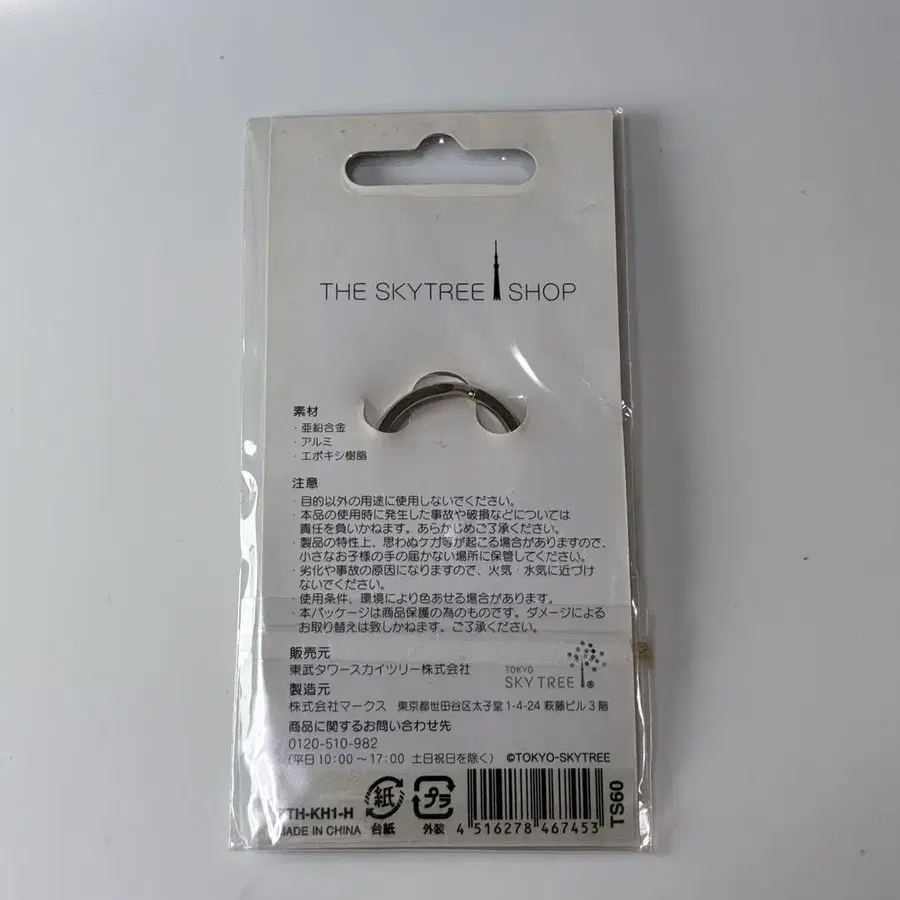 THE SKYTREE SHOP
素材
・亜鉛合金
・アルミ
・エポキシ樹脂
注意
・目的以外の用途に使用しないでください。
・本品の使用時に発生した事故や破損などについては
責任を負いかねます。あらかじめご了承ください。
・製品の特性上、思わぬケガ等が起こる場合がありますので、
小さなお子様の手の届かない場所に保管してください。
・劣化や事故の原因になりますので、火気・水気に近づけ
ないでください。
・使用条件、環境により色あせる場合があります。
・本パッケージは商品保護の為のものです。ダメージによる
お取り替えは致しかねます。ご了承ください。
販売元
東武タワースカイツリー株式会社
TOKYO
SKY TREE®
製造元
株式会社マークス 東京都世田谷区太子堂1-4-24 萩藤ビル3階
商品に関するお問い合わせ先
0120-510-982
(平日10:00～17:00 土日祝日を除く) ©TOKYO-SKYTREE
TTH-KH1-H
MADE IN CHINA
紙
台紙
プラ
外装
4 516278 467453
TS60